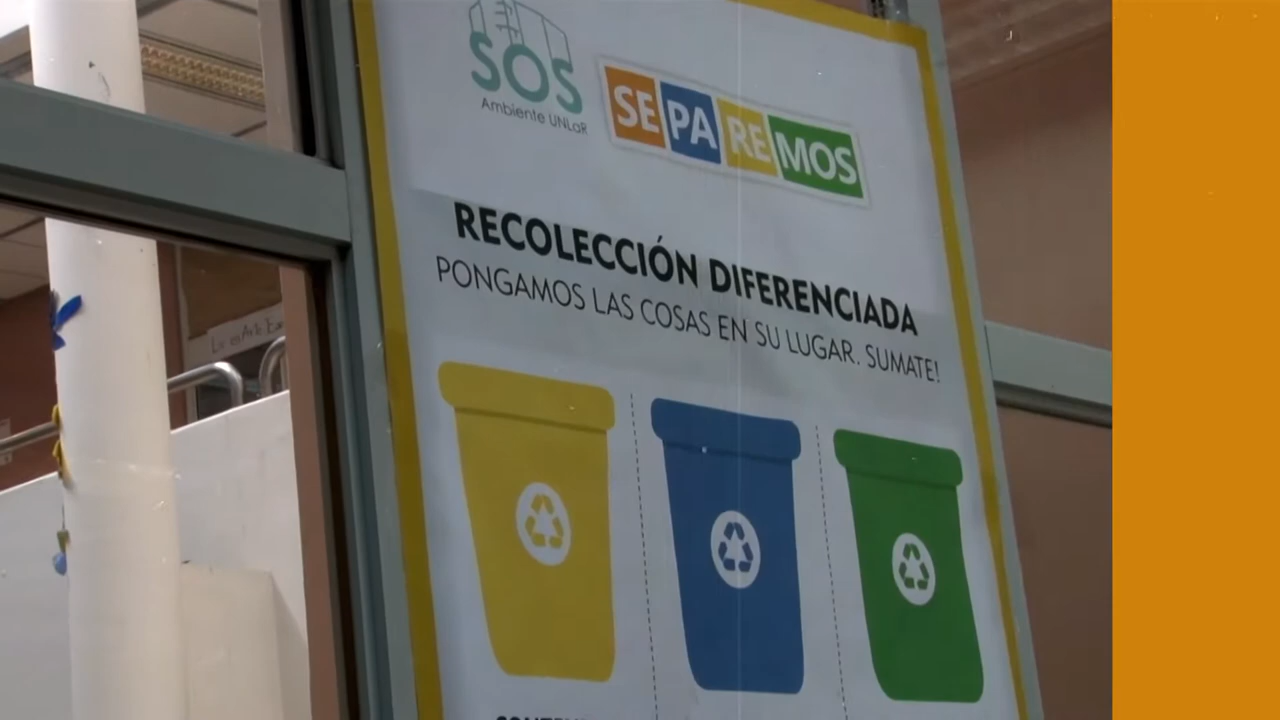 SOS
Ambiente UNLaR
SEPAREMOS
RECOLECCIÓN DIFERENCIADA
PONGAMOS LAS COSAS EN SU LUGAR. SUMATE!